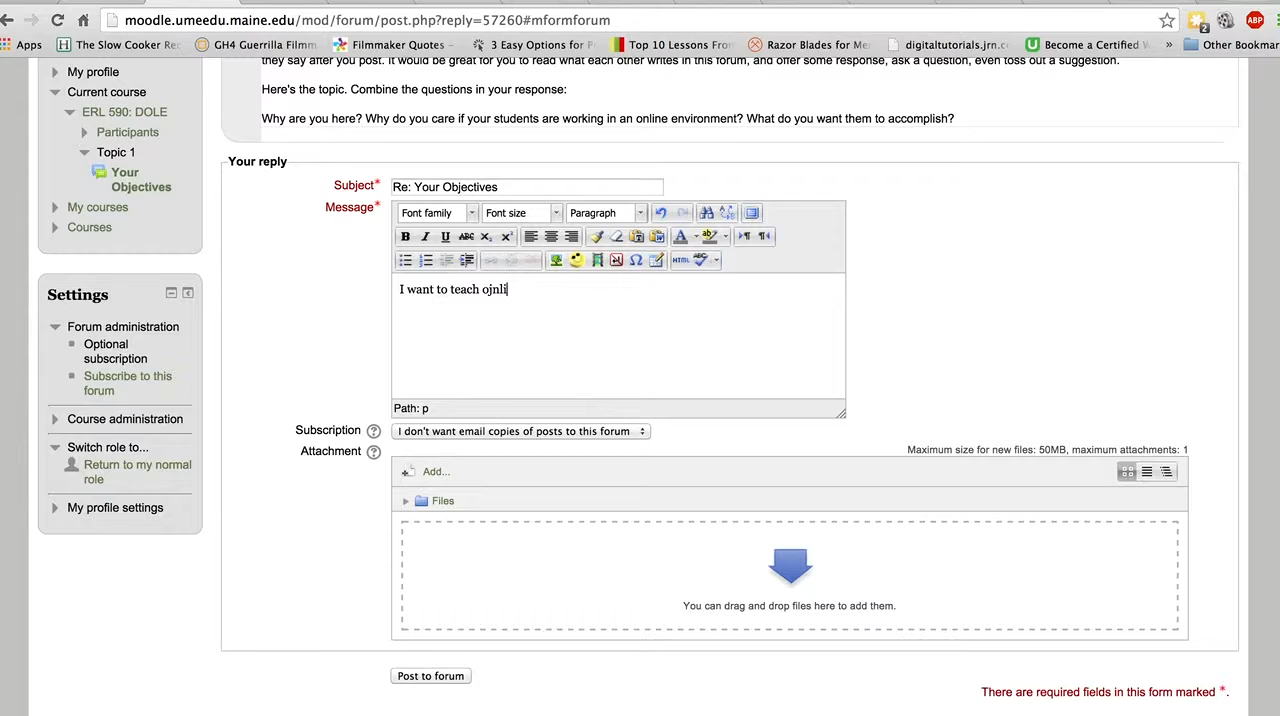 moodle.umeedu.maine.edu/mod/forum/post.php?reply=57260#mformforum
2
ABP
Apps
The Slow Cooker Re
GH4 Guerrilla Filmm
Filmmaker Quotes -
3 Easy Options for P
Top 10 Lessons From
Razor Blades for Me
digitaltutorials.jrn.c
Become a Certified W
»
Other Bookmar
they say after you post. It would be great for you to read what each other writes in this forum, and offer some response, ask a question, even toss out a suggestion.
Here's the topic. Combine the questions in your response:
Why are you here? Why do you care if your students are working in an online environment? What do you want them to accomplish?
My profile
Current course
ERL 590: DOLE
Participants
Topic 1
Your
Objectives
My courses
Courses
Settings
Forum administration
Optional
subscription
Subscribe to this
forum
Course administration
Switch role to...
Return to my normal
role
My profile settings
Your reply
Subject*
Re: Your Objectives
Message*
Font family
Font size
Paragraph
B I U ABC X₂ X²
HTML ABC
I want to teach ojnli
Path: p
Subscription
I don't want email copies of posts to this forum
Attachment
Maximum size for new files: 50MB, maximum attachments: 1
Add...
Files
You can drag and drop files here to add them.
Post to forum
There are required fields in this form marked *.